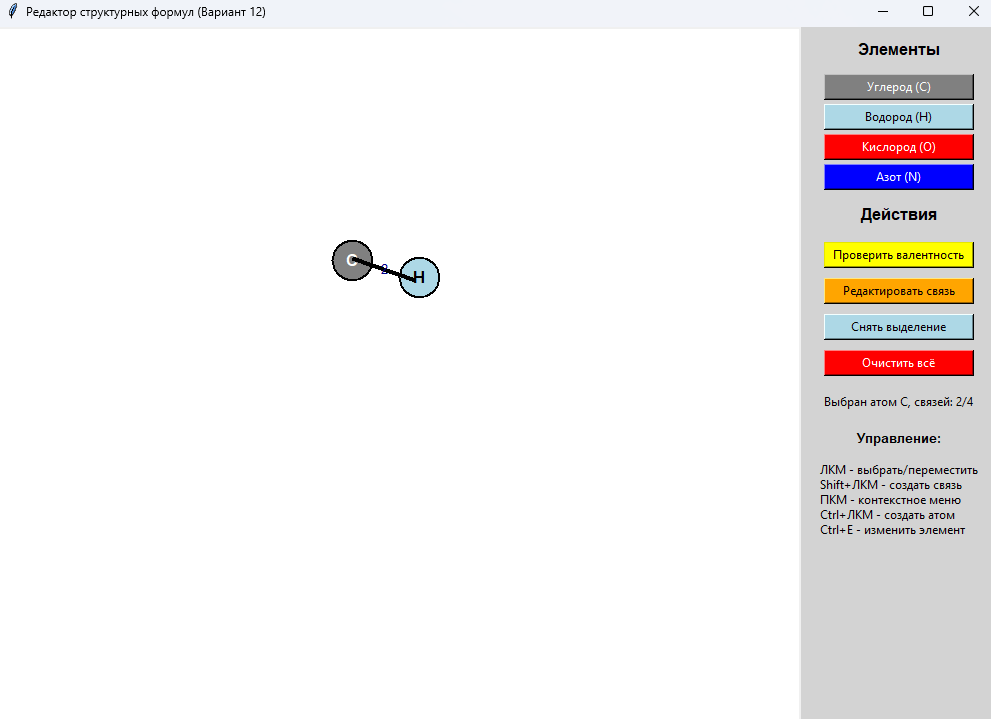 Редактор структурных формул (Вариант 12)
Элементы
Углерод (C)
Водород (H)
Кислород (O)
Азот (N)
Действия
Проверить валентность
Редактировать связь
Снять выделение
Очистить всё
Выбран атом C, связей: 2/4
Управление:
ЛКМ - выбрать/переместить
Shift+ЛКМ - создать связь
ПКМ - контекстное меню
Ctrl+ЛКМ - создать атом
Ctrl+E - изменить элемент
C
2
H